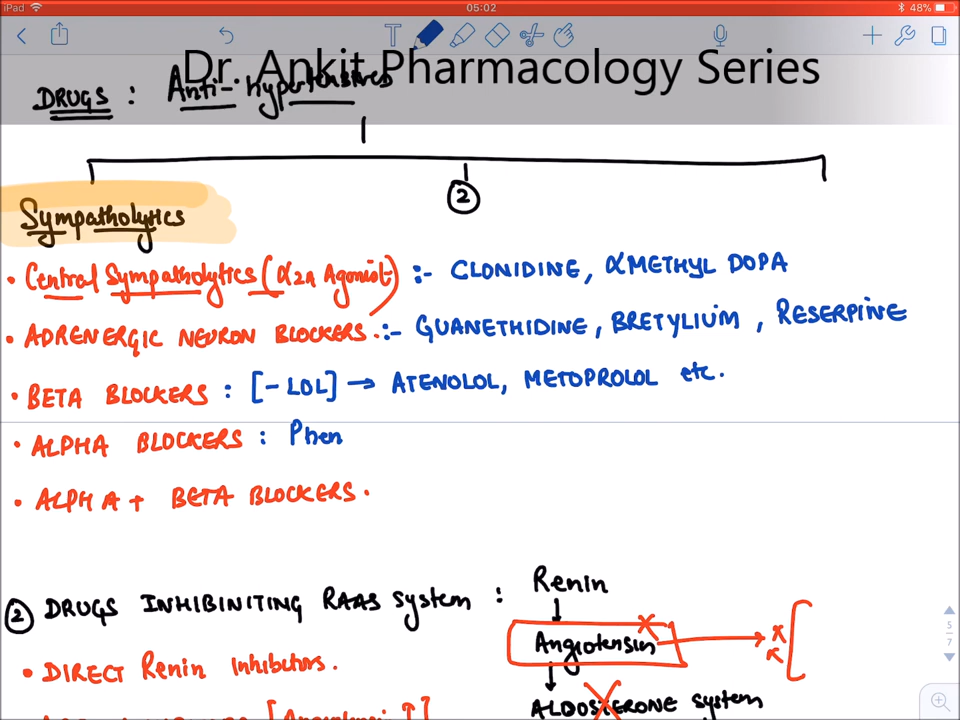 iPad 05:02 48%
Dr. Ankit Pharmacology Series
DRUGS : Anti-hypertensives
②
Sympatholytics
• Central Sympatholytics (α2A Agonist) :- CLONIDINE, αMETHYL DOPA
• ADRENERGIC NEURON BLOCKERS :- GUANETHIDINE, BRETYLIUM, RESERPINE
• BETA BLOCKERS : [-LOL] → ATENOLOL, METOPROLOL etc.
• ALPHA BLOCKERS : Phen
• ALPHA + BETA BLOCKERS.
② DRUGS INHIBINITING RAAS system : Renin
↓
Angiotensin
• DIRECT Renin Inhibitors.
↓
ALDOSTERONE system
5
7